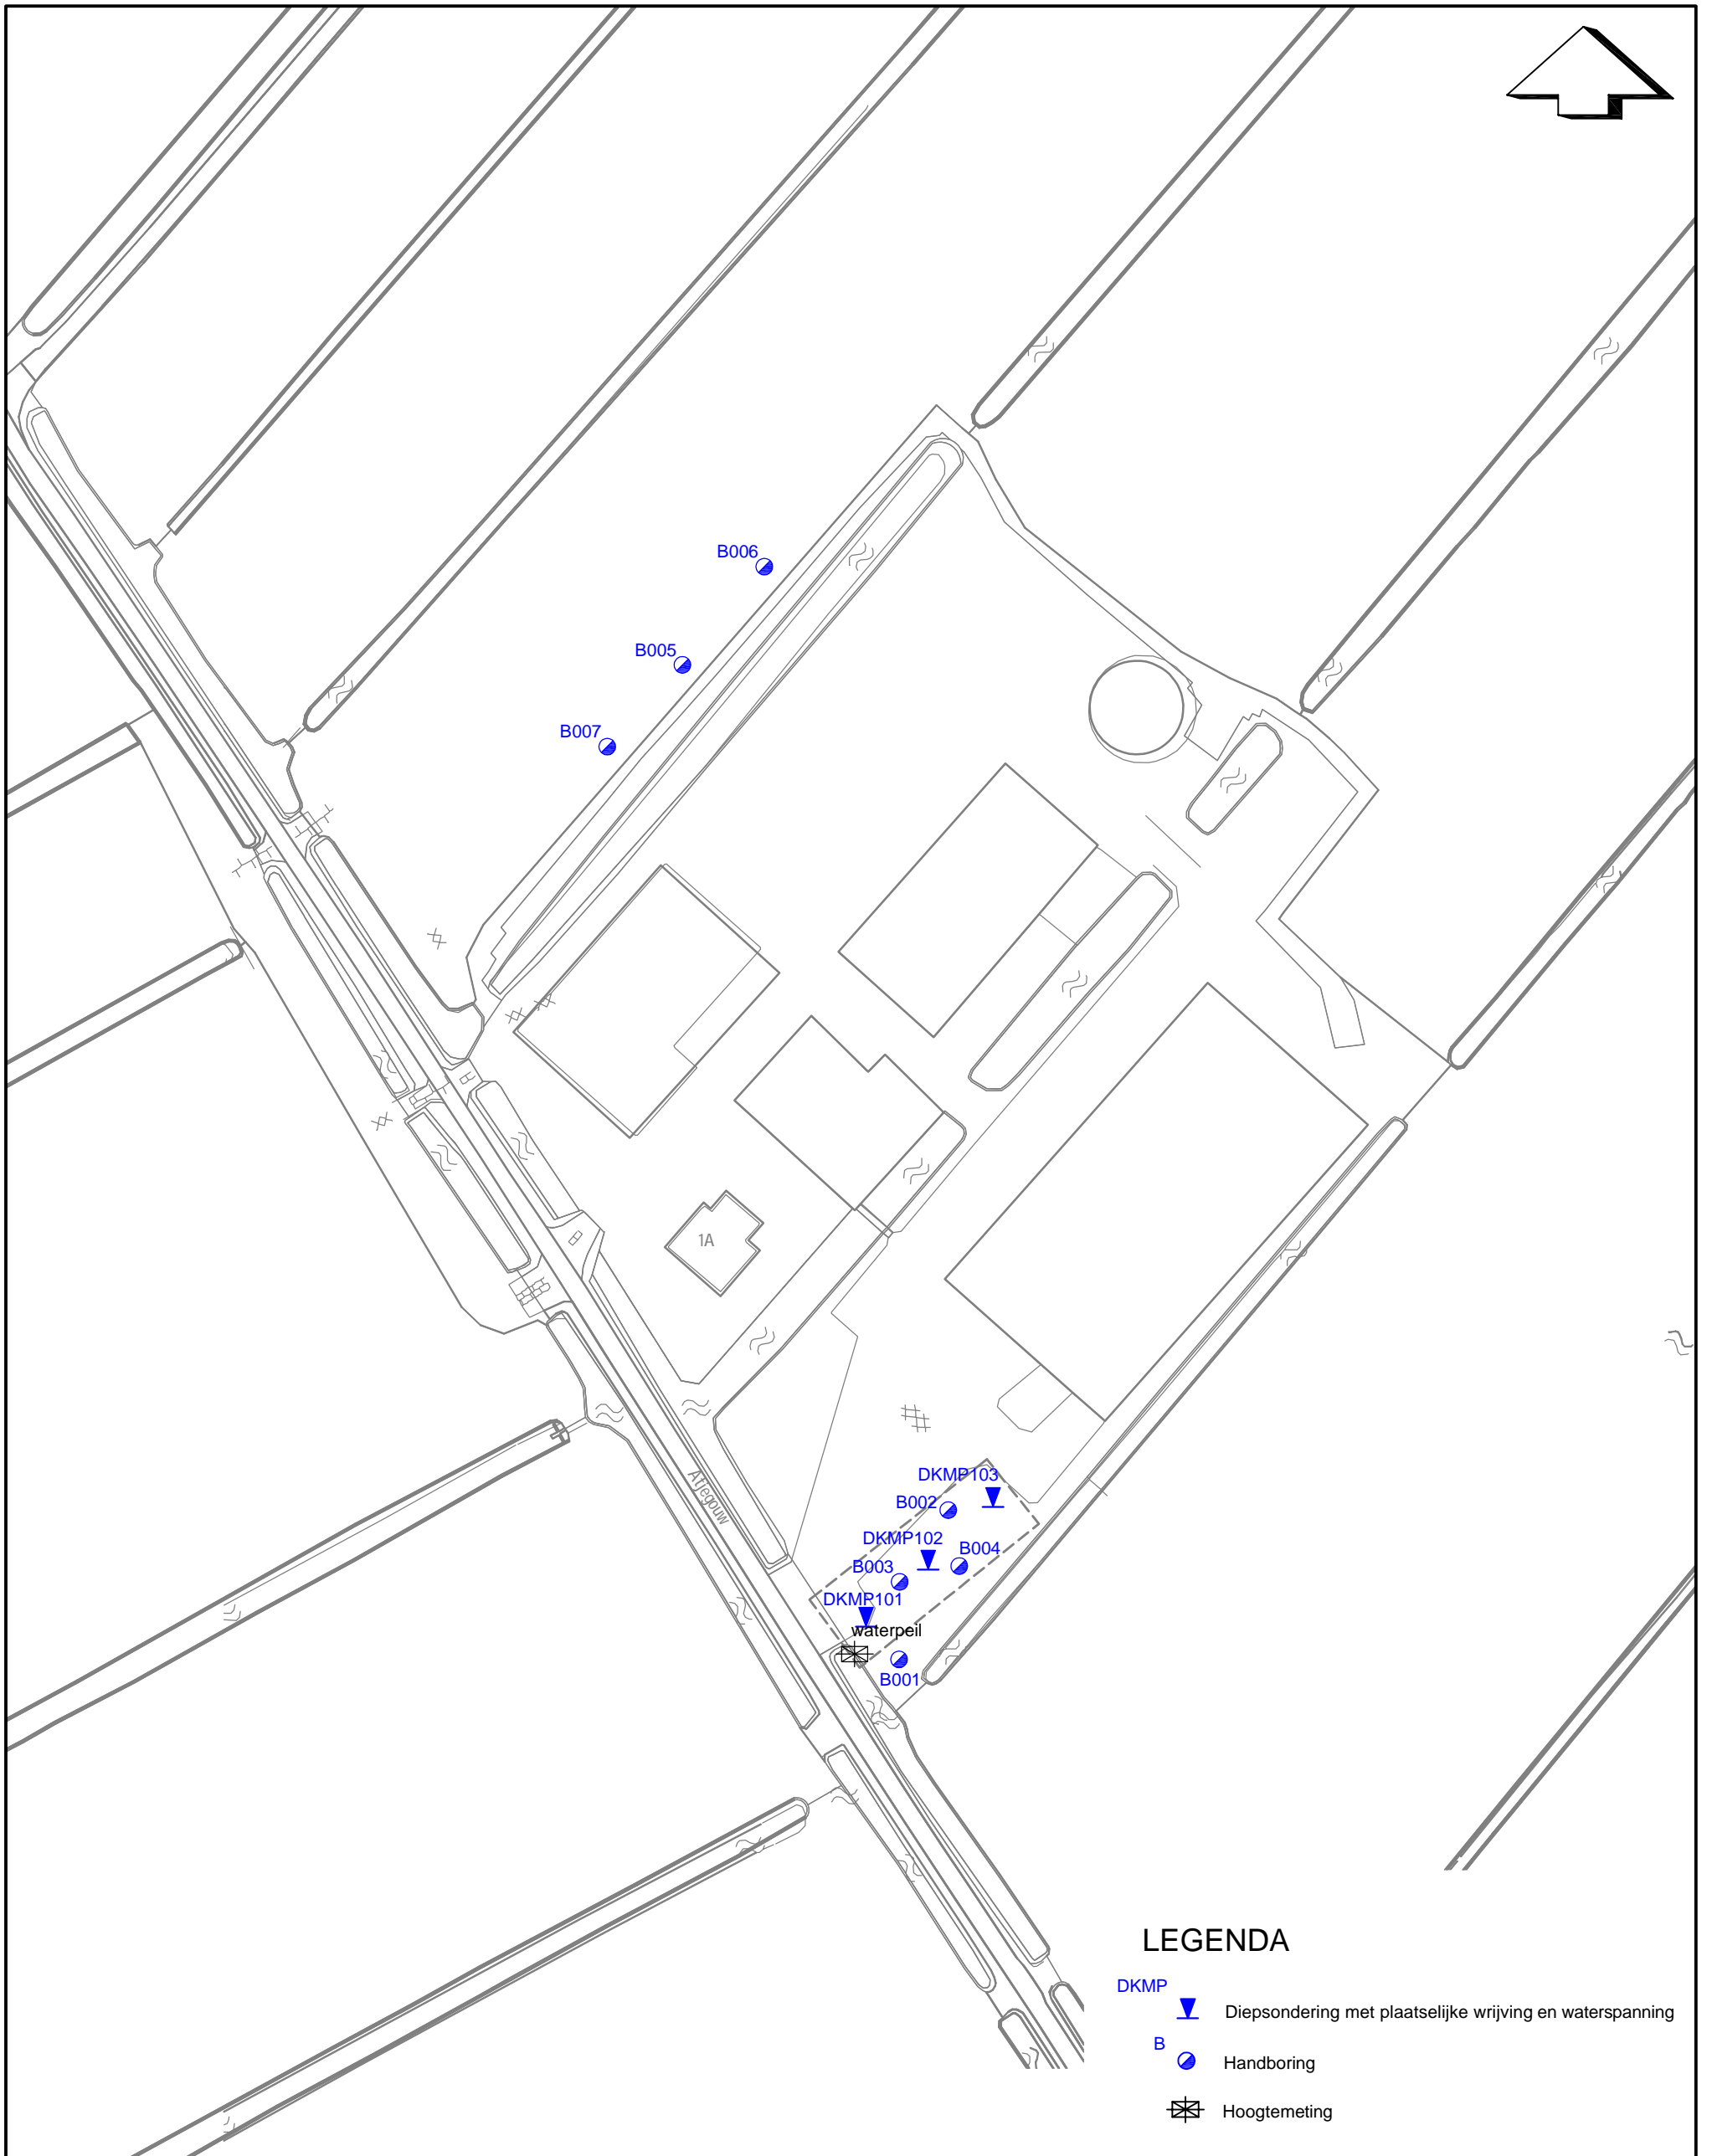 B006
B005
B007
1A
Atjegouw
DKMP103
B002
DKMP102
B004
B003
DKMP101
waterpeil
B001
LEGENDA
DKMP
Diepsondering met plaatselijke wrijving en waterspanning
B
Handboring
Hoogtemeting